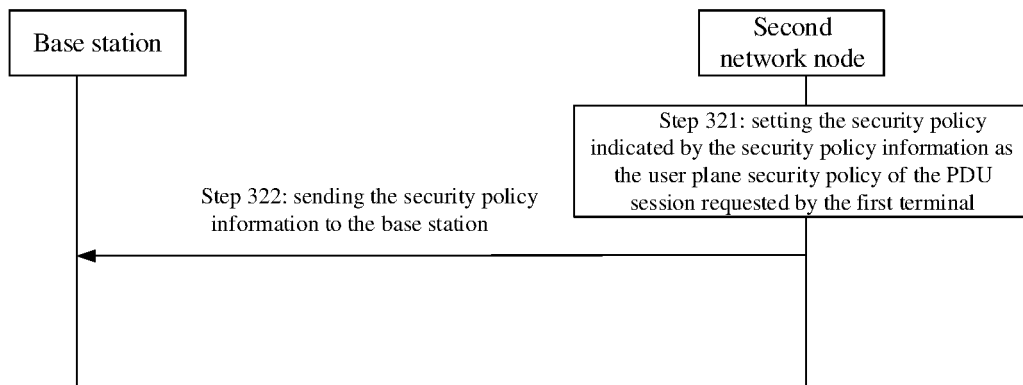 Base station
Second
network node
Step 321: setting the security policy
indicated by the security policy information as
the user plane security policy of the PDU
session requested by the first terminal
Step 322: sending the security policy
information to the base station